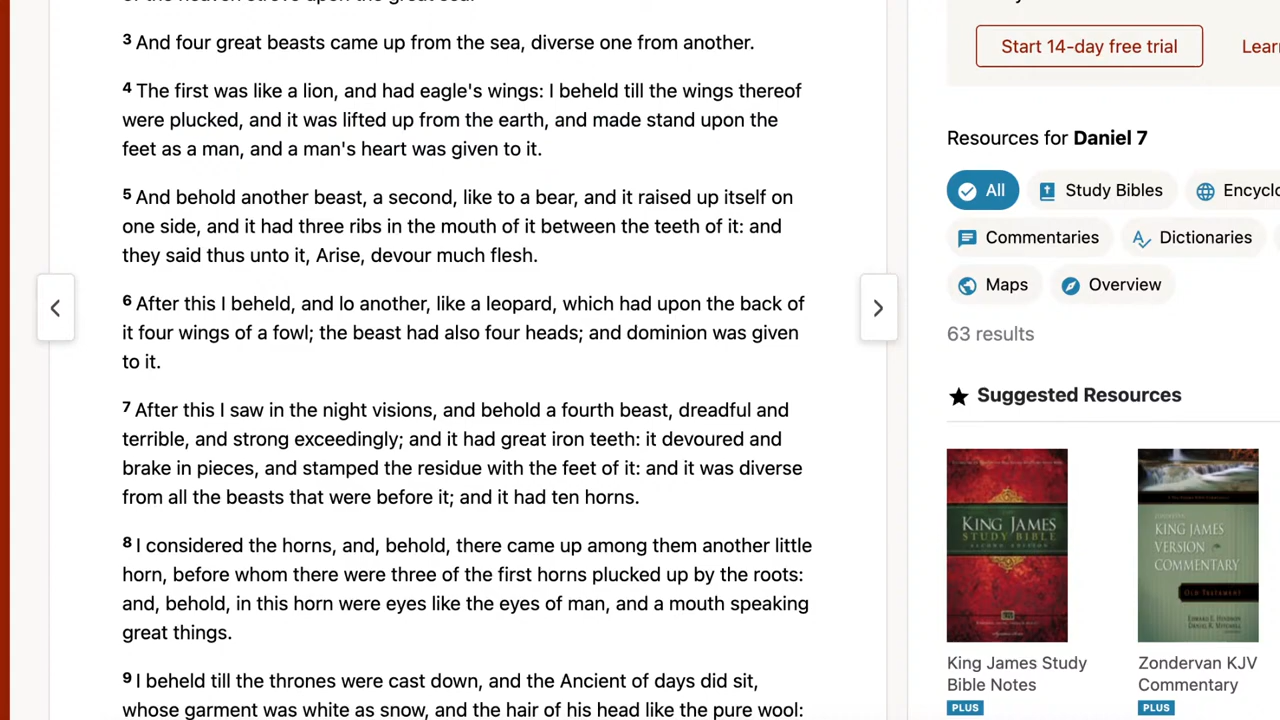 3 And four great beasts came up from the sea, diverse one from another.
4 The first was like a lion, and had eagle's wings: I beheld till the wings thereof
were plucked, and it was lifted up from the earth, and made stand upon the
feet as a man, and a man's heart was given to it.
5 And behold another beast, a second, like to a bear, and it raised up itself on
one side, and it had three ribs in the mouth of it between the teeth of it: and
they said thus unto it, Arise, devour much flesh.
6 After this I beheld, and lo another, like a leopard, which had upon the back of
it four wings of a fowl; the beast had also four heads; and dominion was given
to it.
7 After this I saw in the night visions, and behold a fourth beast, dreadful and
terrible, and strong exceedingly; and it had great iron teeth: it devoured and
brake in pieces, and stamped the residue with the feet of it: and it was diverse
from all the beasts that were before it; and it had ten horns.
8 I considered the horns, and, behold, there came up among them another little
horn, before whom there were three of the first horns plucked up by the roots:
and, behold, in this horn were eyes like the eyes of man, and a mouth speaking
great things.
9 I beheld till the thrones were cast down, and the Ancient of days did sit,
whose garment was white as snow, and the hair of his head like the pure wool:
Start 14-day free trial
Resources for Daniel 7
All
Study Bibles
Commentaries
Dictionaries
Maps
Overview
63 results
Suggested Resources
KING JAMES
STUDY BIBLE
SECOND EDITION
KING JAMES
VERSION
COMMENTARY
OLD TESTAMENT
King James Study
Bible Notes
PLUS
Zondervan KJV
Commentary
PLUS